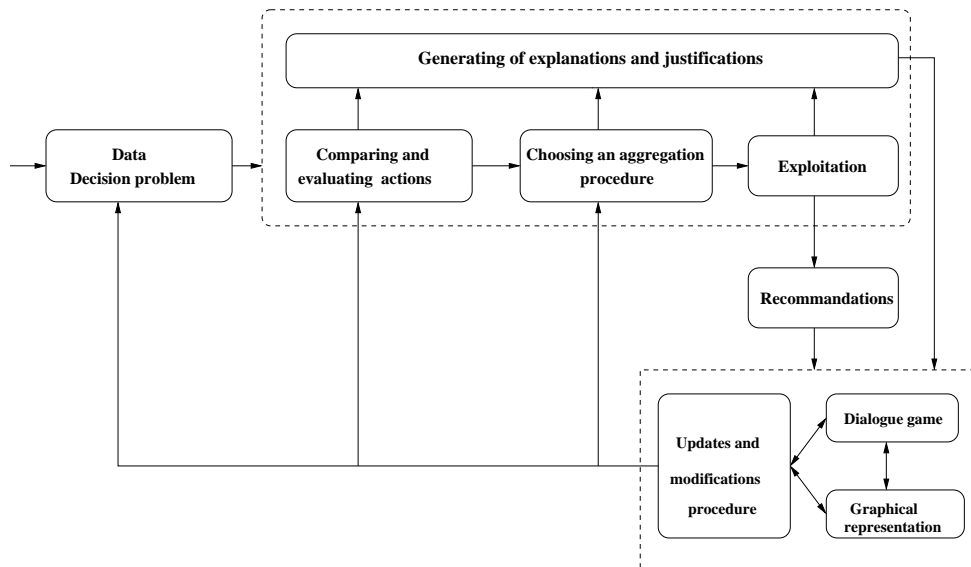 Generating of explanations and justifications
Data
Decision problem
Comparing and
evaluating actions
Choosing an aggregation
procedure
Exploitation
Recommandations
Updates and
modifications
procedure
Dialogue game
Graphical
representation